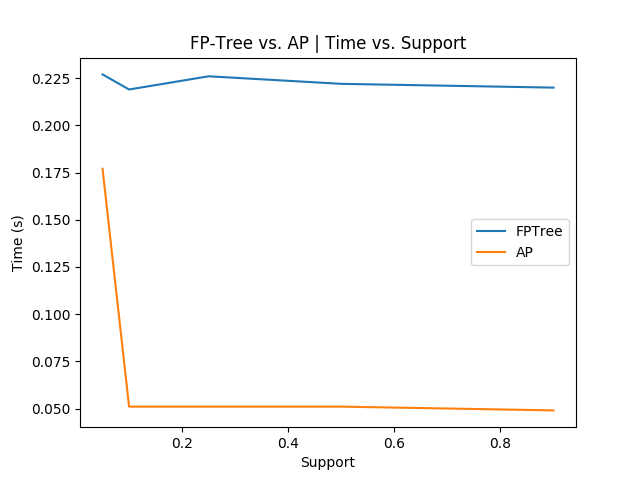 FP-Tree vs. AP | Time vs. Support
0.225
0.200
0.175
0.150
0.125
0.100
0.075
0.050
Time (s)
FPTree
AP
0.2 0.4 0.6 0.8
Support